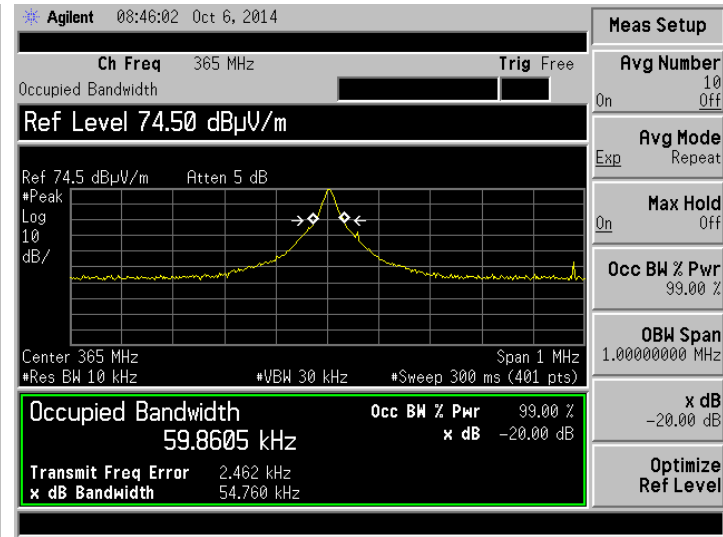 Agilent 08:46:02 Oct 6, 2014
Ch Freq 365 MHz Trig Free
Occupied Bandwidth
Ref Level 74.50 dBµV/m
Ref 74.5 dBµV/m Atten 5 dB
#Peak
Log
10
dB/
Center 365 MHz Span 1 MHz
#Res BW 10 kHz #VBW 30 kHz #Sweep 300 ms (401 pts)
Occupied Bandwidth Occ BW % Pwr 99.00 %
59.8605 kHz x dB -20.00 dB
Transmit Freq Error 2.462 kHz
x dB Bandwidth 54.760 kHz
Meas Setup
Avg Number
10
On Off
Avg Mode
Exp Repeat
Max Hold
On Off
Occ BW % Pwr
99.00 %
OBW Span
1.00000000 MHz
x dB
-20.00 dB
Optimize
Ref Level